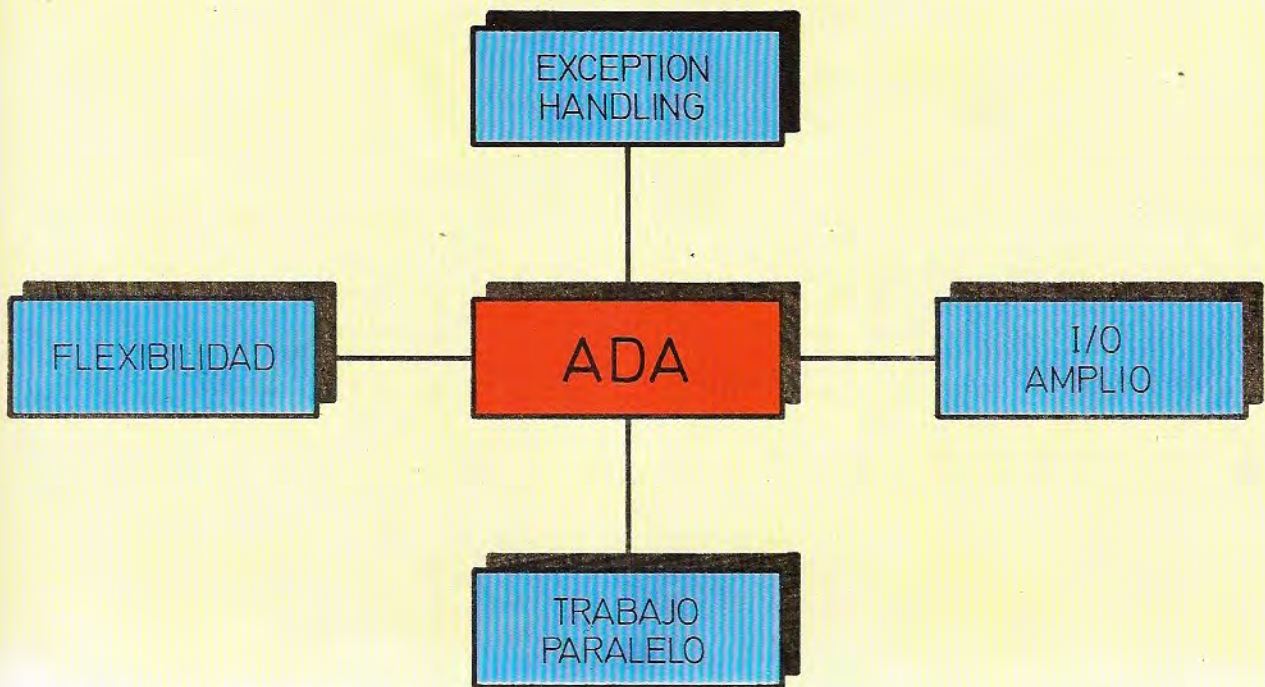 EXCEPTION
HANDLING
FLEXIBILIDAD
ADA
I/O
AMPLIO
TRABAJO
PARALELO